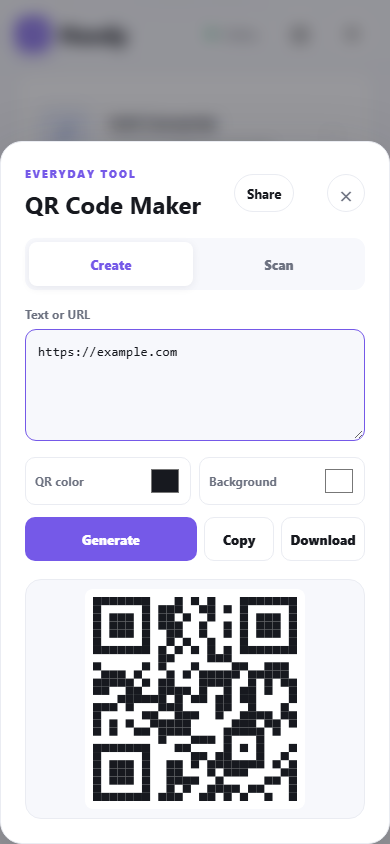 EVERYDAY TOOL
QR Code Maker
Share
×
Create
Scan
Text or URL
https://example.com
QR color
Background
Generate
Copy
Download